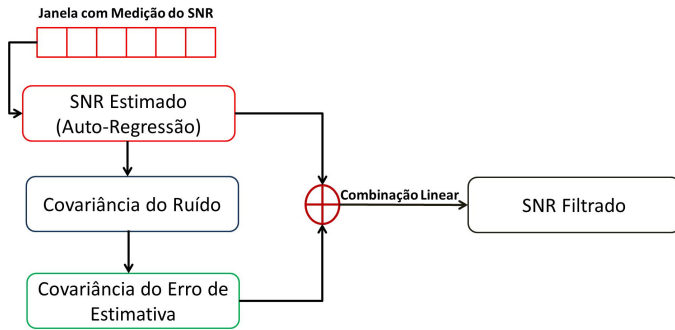 Janela com Medição do SNR
SNR Estimado
(Auto-Regressão)
Covariância do Ruído
Combinação Linear
SNR Filtrado
Covariância do Erro de
Estimativa